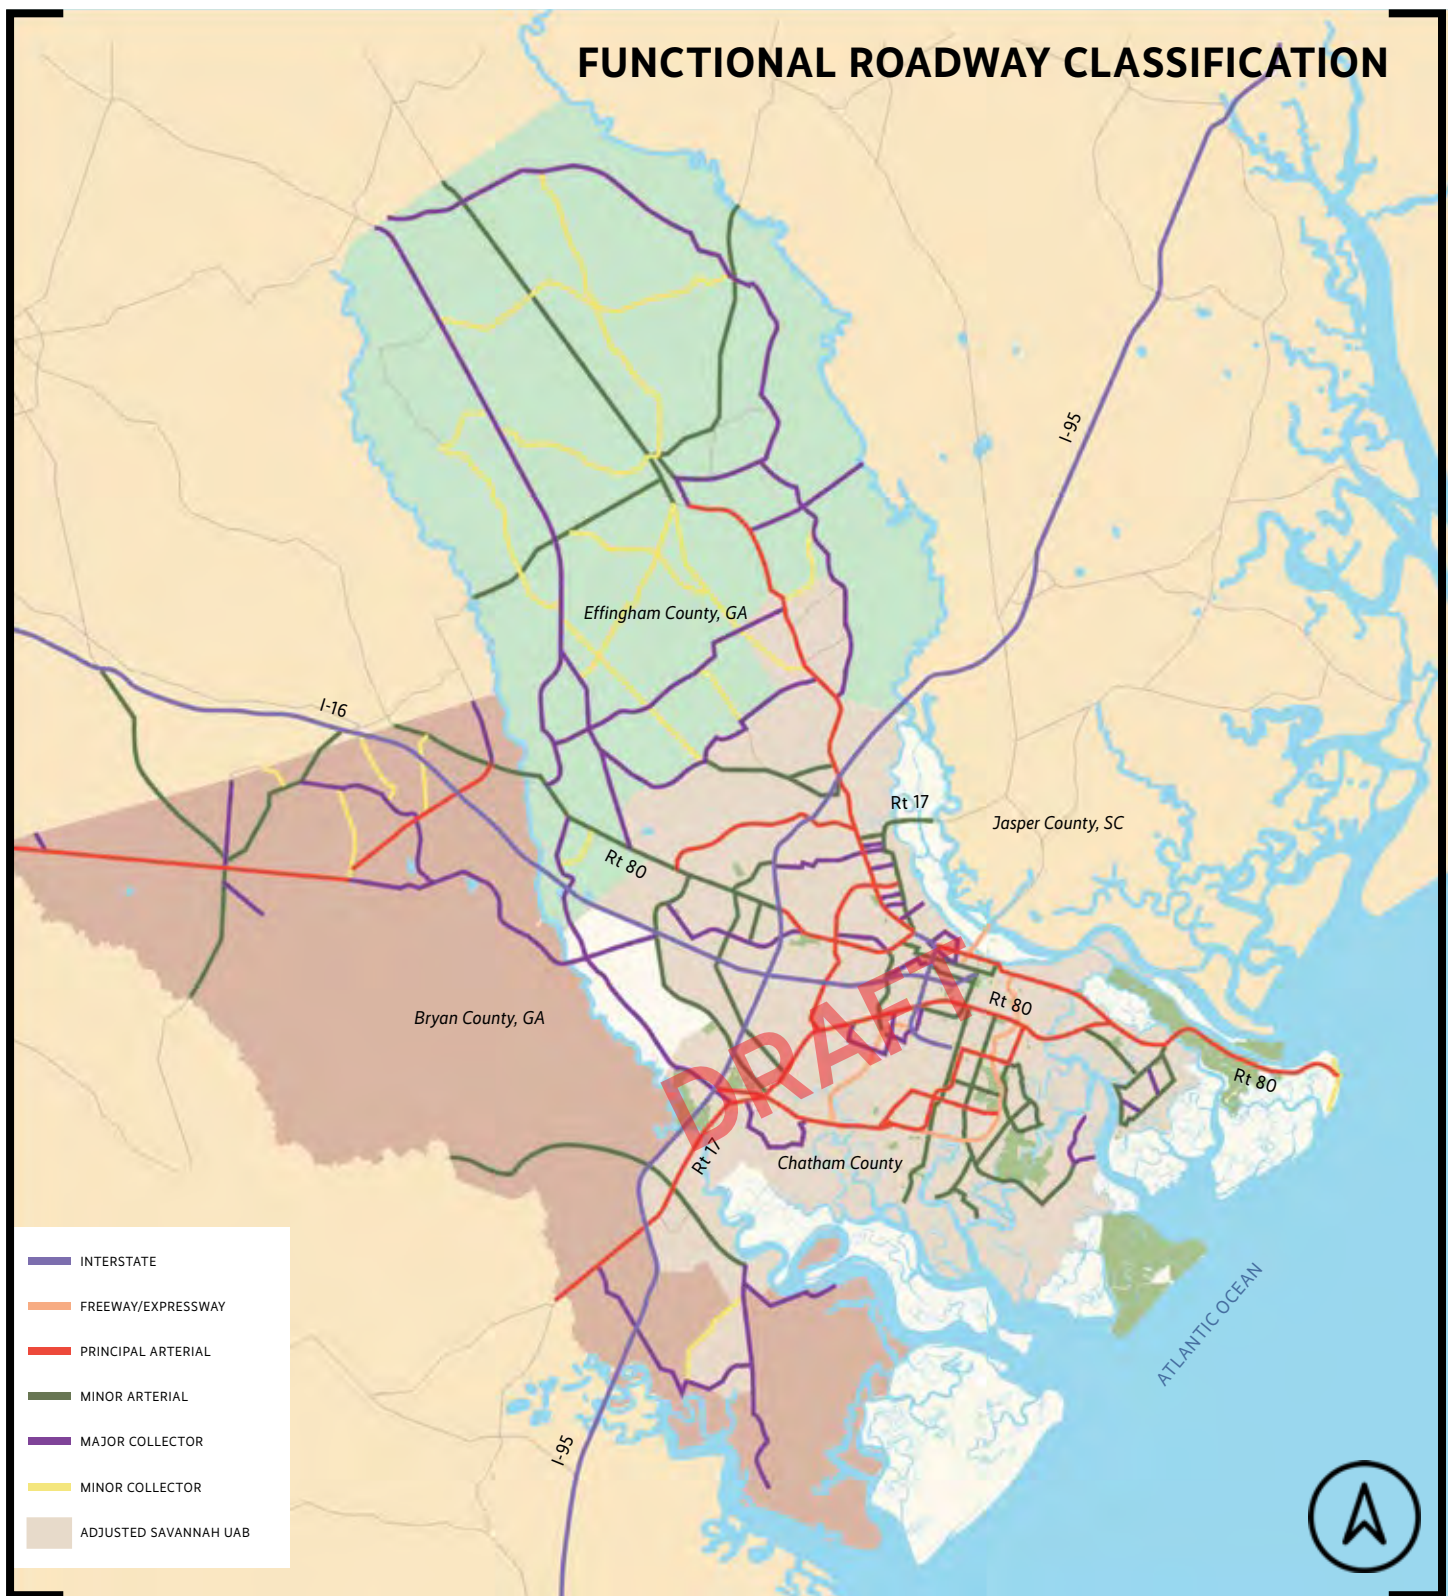 FUNCTIONAL ROADWAY CLASSIFICATION
I-95
Effingham County, GA
I-16
Rt 17
Jasper County, SC
Rt 80
Rt 80
Bryan County, GA
DRAFT
Rt 80
Rt 17
Chatham County
ATLANTIC OCEAN
I-95
INTERSTATE
FREEWAY/EXPRESSWAY
PRINCIPAL ARTERIAL
MINOR ARTERIAL
MAJOR COLLECTOR
MINOR COLLECTOR
ADJUSTED SAVANNAH UAB